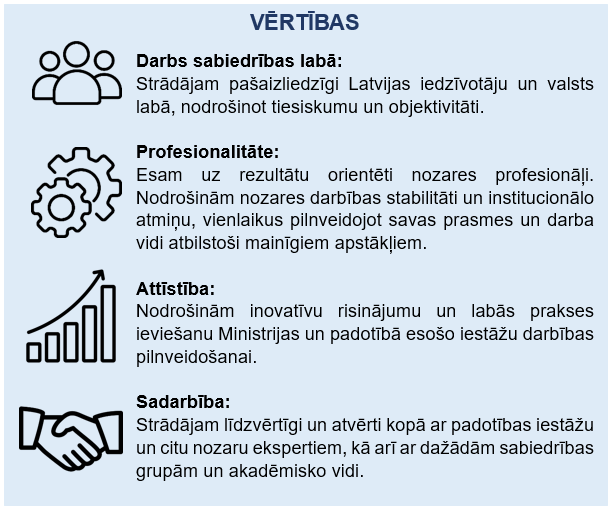 VĒRTĪBAS
Darbs sabiedrības labā:
Strādājam pašaizliedzīgi Latvijas iedzīvotāju un valsts
labā, nodrošinot tiesiskumu un objektivitāti.
Profesionalitāte:
Esam uz rezultātu orientēti nozares profesionāļi.
Nodrošinām nozares darbības stabilitāti un institucionālo
atmiņu, vienlaikus pilnveidojot savas prasmes un darba
vidi atbilstoši mainīgiem apstākļiem.
Attīstība:
Nodrošinām inovatīvu risinājumu un labās prakses
ieviešanu Ministrijas un padotībā esošo iestāžu darbības
pilnveidošanai.
Sadarbība:
Strādājam līdzvērtīgi un atvērti kopā ar padotības iestāžu
un citu nozaru ekspertiem, kā arī ar dažādām sabiedrības
grupām un akadēmisko vidi.